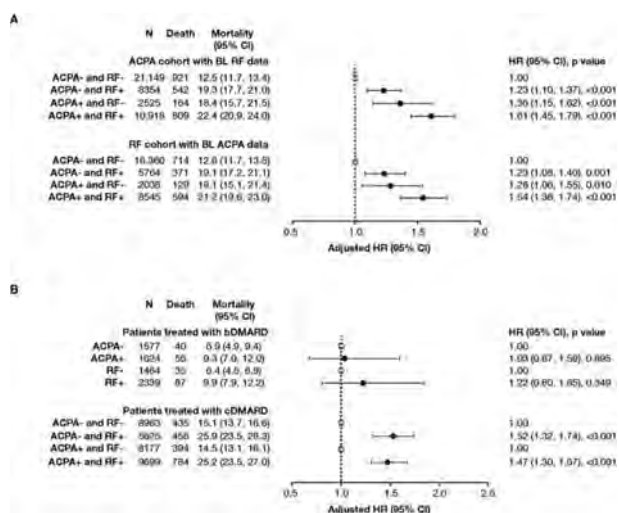 A
N Death Mortality
(95% CI)
ACPA cohort with BL RF data HR (95% CI), p value
ACPA- and RF- 21,149 921 12.5 (11.7, 13.4) 1.00
ACPA- and RF+ 8354 542 19.3 (17.7, 21.0) 1.23 (1.10, 1.37), <0.001
ACPA+ and RF- 2525 164 18.4 (15.7, 21.5) 1.36 (1.15, 1.62), <0.001
ACPA+ and RF+ 10,918 809 22.4 (20.9, 24.0) 1.61 (1.45, 1.79), <0.001
RF cohort with BL ACPA data
ACPA- and RF- 16,360 714 12.6 (11.7, 13.6) 1.00
ACPA- and RF+ 5764 371 19.1 (17.2, 21.1) 1.23 (1.08, 1.40), 0.001
ACPA+ and RF- 2038 129 (15.1, 21.4) 1.28 (1.06, 1.55), 0.010
ACPA+ and RF+ 8545 594 21.2 (19.6, 23.0) 1.54 (1.36, 1.74), <0.001
0.5 1.0 1.5 2.0
Adjusted HR (95% CI)
B
N Death Mortality
(95% CI)
Patients treated with bDMARD HR (95% CI), p value
ACPA- 1577 40 6.9 (4.9, 9.4) 1.00
ACPA+ 1624 56 9.3 (7.0, 12.0) 1.03 (0.67, 1.59), 0.895
RF- 1464 35 6.4 1.00
RF+ 2339 87 9.9 (7.9, 12.2) 1.22 0.349
Patients treated with cDMARD
ACPA- and RF- 8963 435 15.1 (13.7, 16.6) 1.00
ACPA- and RF+ 456 25.9 (23.5, 28.3) 1.52 (1.32, 1.74), <0.001
ACPA+ and RF- 8177 394 14.5 (13.1, 16.1) 1.00
ACPA+ and RF+ 9699 784 25.2 (23.5, 27.0) 1.47 (1.30, 1.67), <0.001
0.5 1.0 1.5 2.0
Adjusted HR (95% CI)